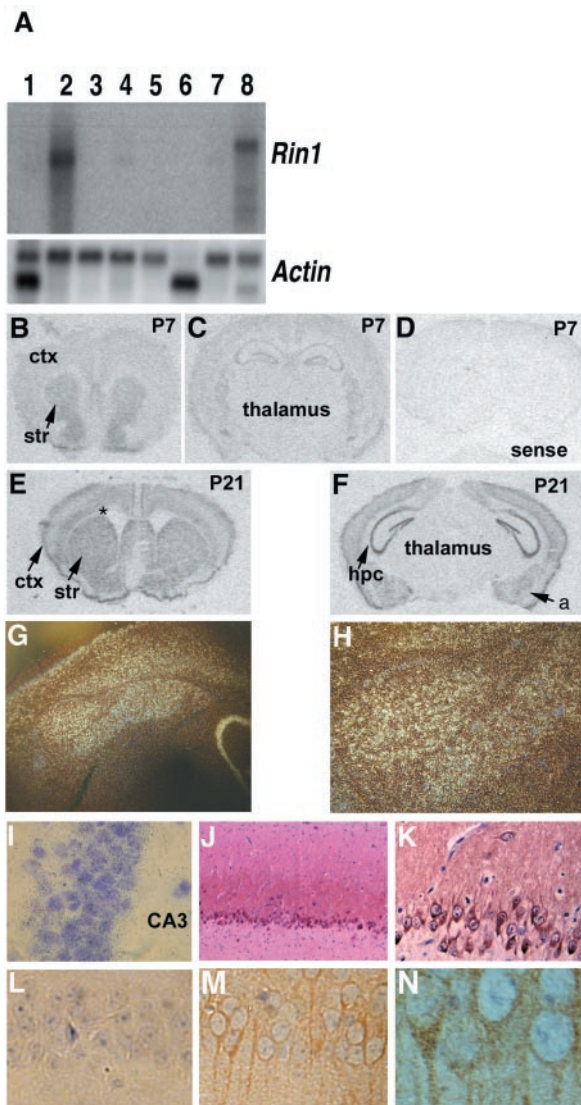 A
1 2 3 4 5 6 7 8
Rin1
Actin
B P7
ctx
str
C P7
thalamus
D P7
sense
E P21
*
ctx
str
F P21
thalamus
hpc
a
G
H
I
CA3
J
K
L
M
N